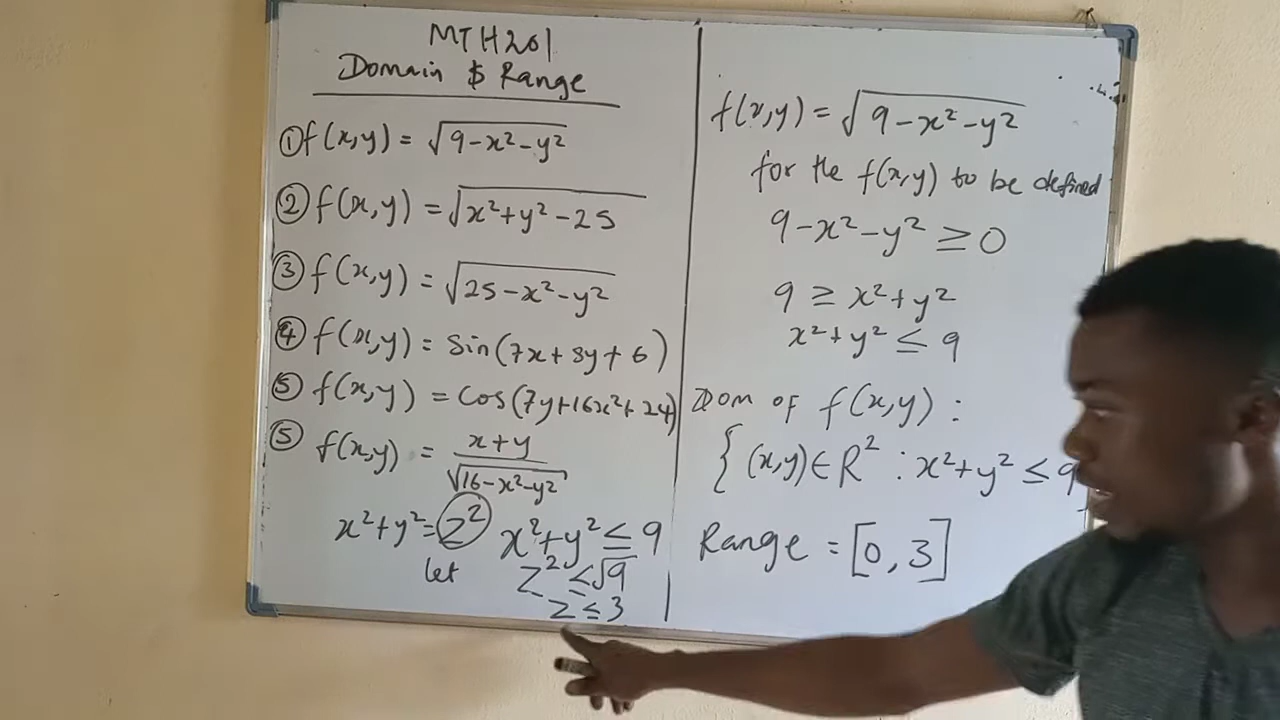 MTH201
Domain $ Range
① f(x,y) = √9-x²-y²
② f(x,y) = √x²+y²-25
③ f(x,y) = √25-x²-y²
④ f(x,y) = Sin(7x+8y+6)
⑤ f(x,y) = Cos(7y+16x²+24)
⑤ f(x,y) = x+y / √16-x²-y²
x²+y²=z² x²+y² ≤ 9
let z² ≤ √9
z ≤ 3
f(x,y) = √9-x²-y²
for the f(x,y) to be defined
9-x²-y² ≥ 0
9 ≥ x²+y²
x²+y² ≤ 9
Dom OF f(x,y) :
{ (x,y) ∈ R² : x²+y² ≤ 9
Range = [0, 3]